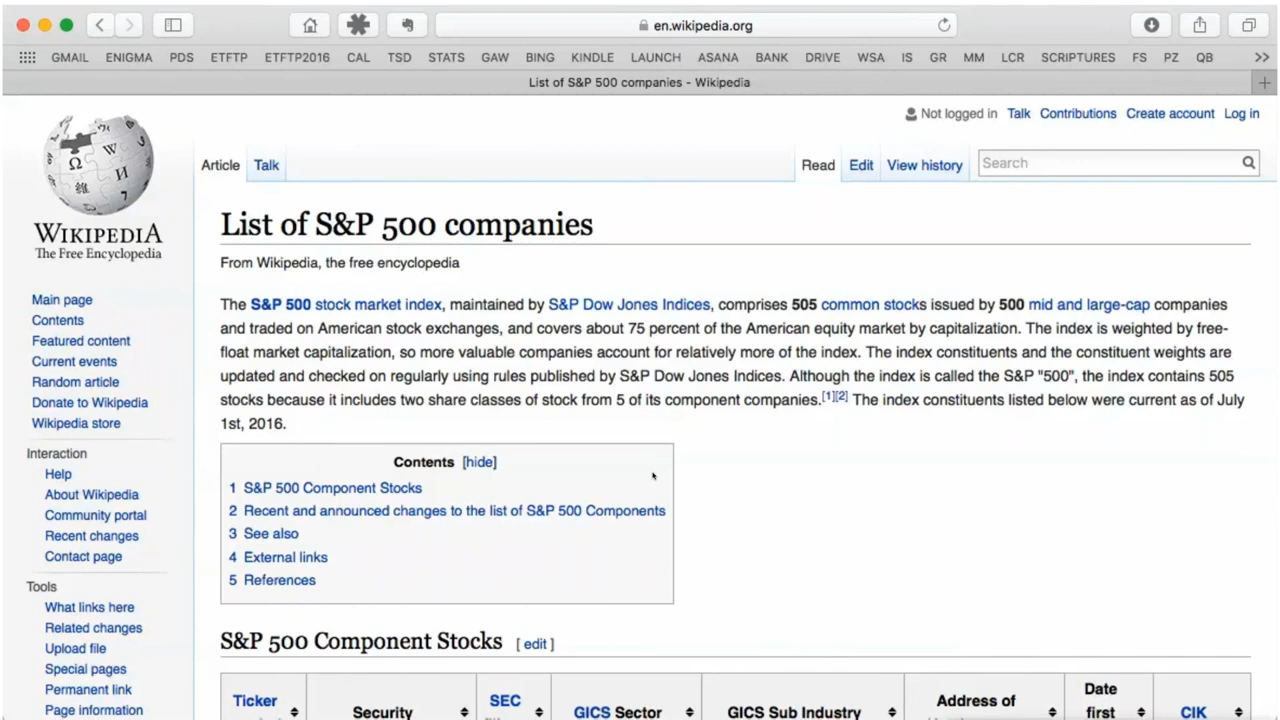 en.wikipedia.org
GMAIL ENIGMA PDS ETFTP ETFTP2016 CAL TSD STATS GAW BING KINDLE LAUNCH ASANA BANK DRIVE WSA IS GR MM LCR SCRIPTURES FS PZ QB >>
List of S&P 500 companies - Wikipedia
Not logged in Talk Contributions Create account Log in
Article Talk Read Edit View history Search
WIKIPEDIA
The Free Encyclopedia
Main page
Contents
Featured content
Current events
Random article
Donate to Wikipedia
Wikipedia store
Interaction
Help
About Wikipedia
Community portal
Recent changes
Contact page
Tools
What links here
Related changes
Upload file
Special pages
Permanent link
Page information
List of S&P 500 companies
From Wikipedia, the free encyclopedia
The S&P 500 stock market index, maintained by S&P Dow Jones Indices, comprises 505 common stocks issued by 500 mid and large-cap companies
and traded on American stock exchanges, and covers about 75 percent of the American equity market by capitalization. The index is weighted by free-
float market capitalization, so more valuable companies account for relatively more of the index. The index constituents and the constituent weights are
updated and checked on regularly using rules published by S&P Dow Jones Indices. Although the index is called the S&P "500", the index contains 505
stocks because it includes two share classes of stock from 5 of its component companies.[1][2] The index constituents listed below were current as of July
1st, 2016.
Contents [hide]
1 S&P 500 Component Stocks
2 Recent and announced changes to the list of S&P 500 Components
3 See also
4 External links
5 References
S&P 500 Component Stocks [ edit ]
Ticker
Security
SEC
GICS Sector
GICS Sub Industry
Address of
Date
first
CIK